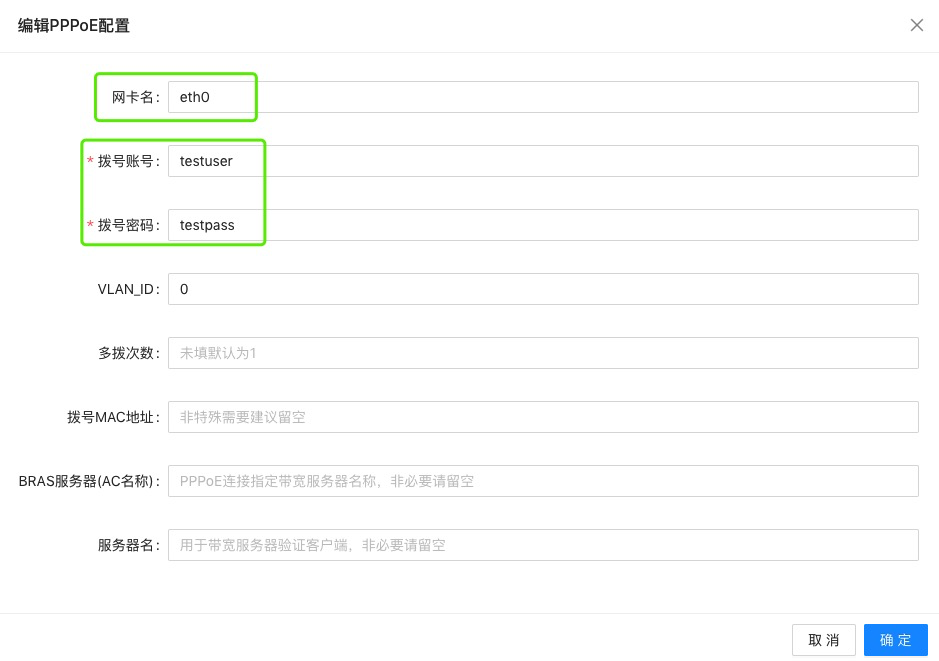 编辑PPPoE配置
网卡名: eth0
* 拨号账号: testuser
* 拨号密码: testpass
VLAN_ID: 0
多拨次数: 未填默认为1
拨号MAC地址: 非特殊需要建议留空
BRAS服务器(AC名称): PPPoE连接指定带宽服务器名称，非必要请留空
服务器名: 用于带宽服务器验证客户端，非必要请留空
取 消 确 定